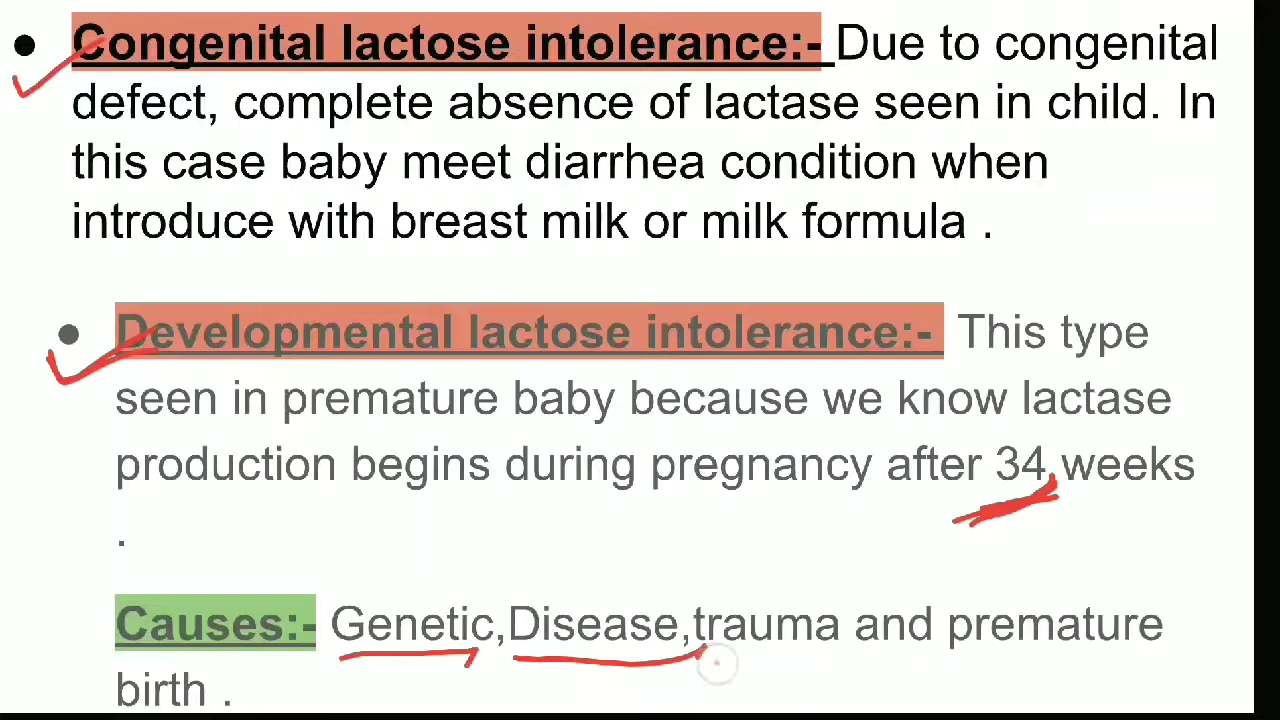 • Congenital lactose intolerance:- Due to congenital
defect, complete absence of lactase seen in child. In
this case baby meet diarrhea condition when
introduce with breast milk or milk formula .
• Developmental lactose intolerance:- This type
seen in premature baby because we know lactase
production begins during pregnancy after 34 weeks
.
Causes:- Genetic,Disease,trauma and premature
birth .